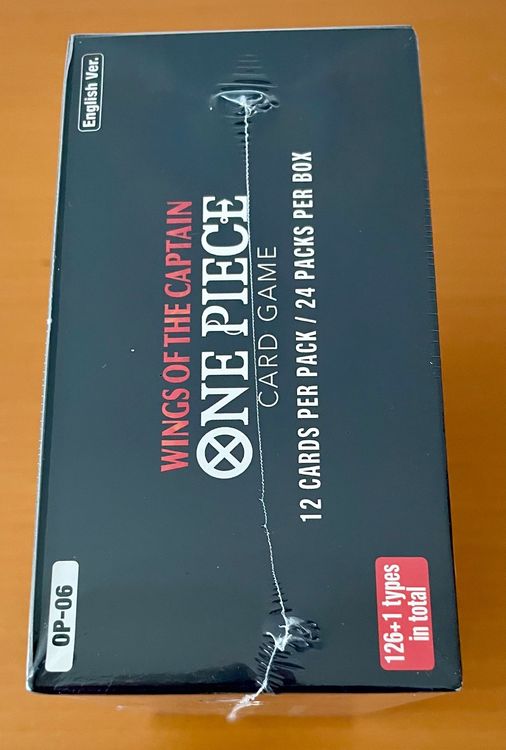 English Ver.
WINGS OF THE CAPTAIN
ONE PIECE
CARD GAME
12 CARDS PER PACK / 24 PACKS PER BOX
OP-06
126+1 types
in total